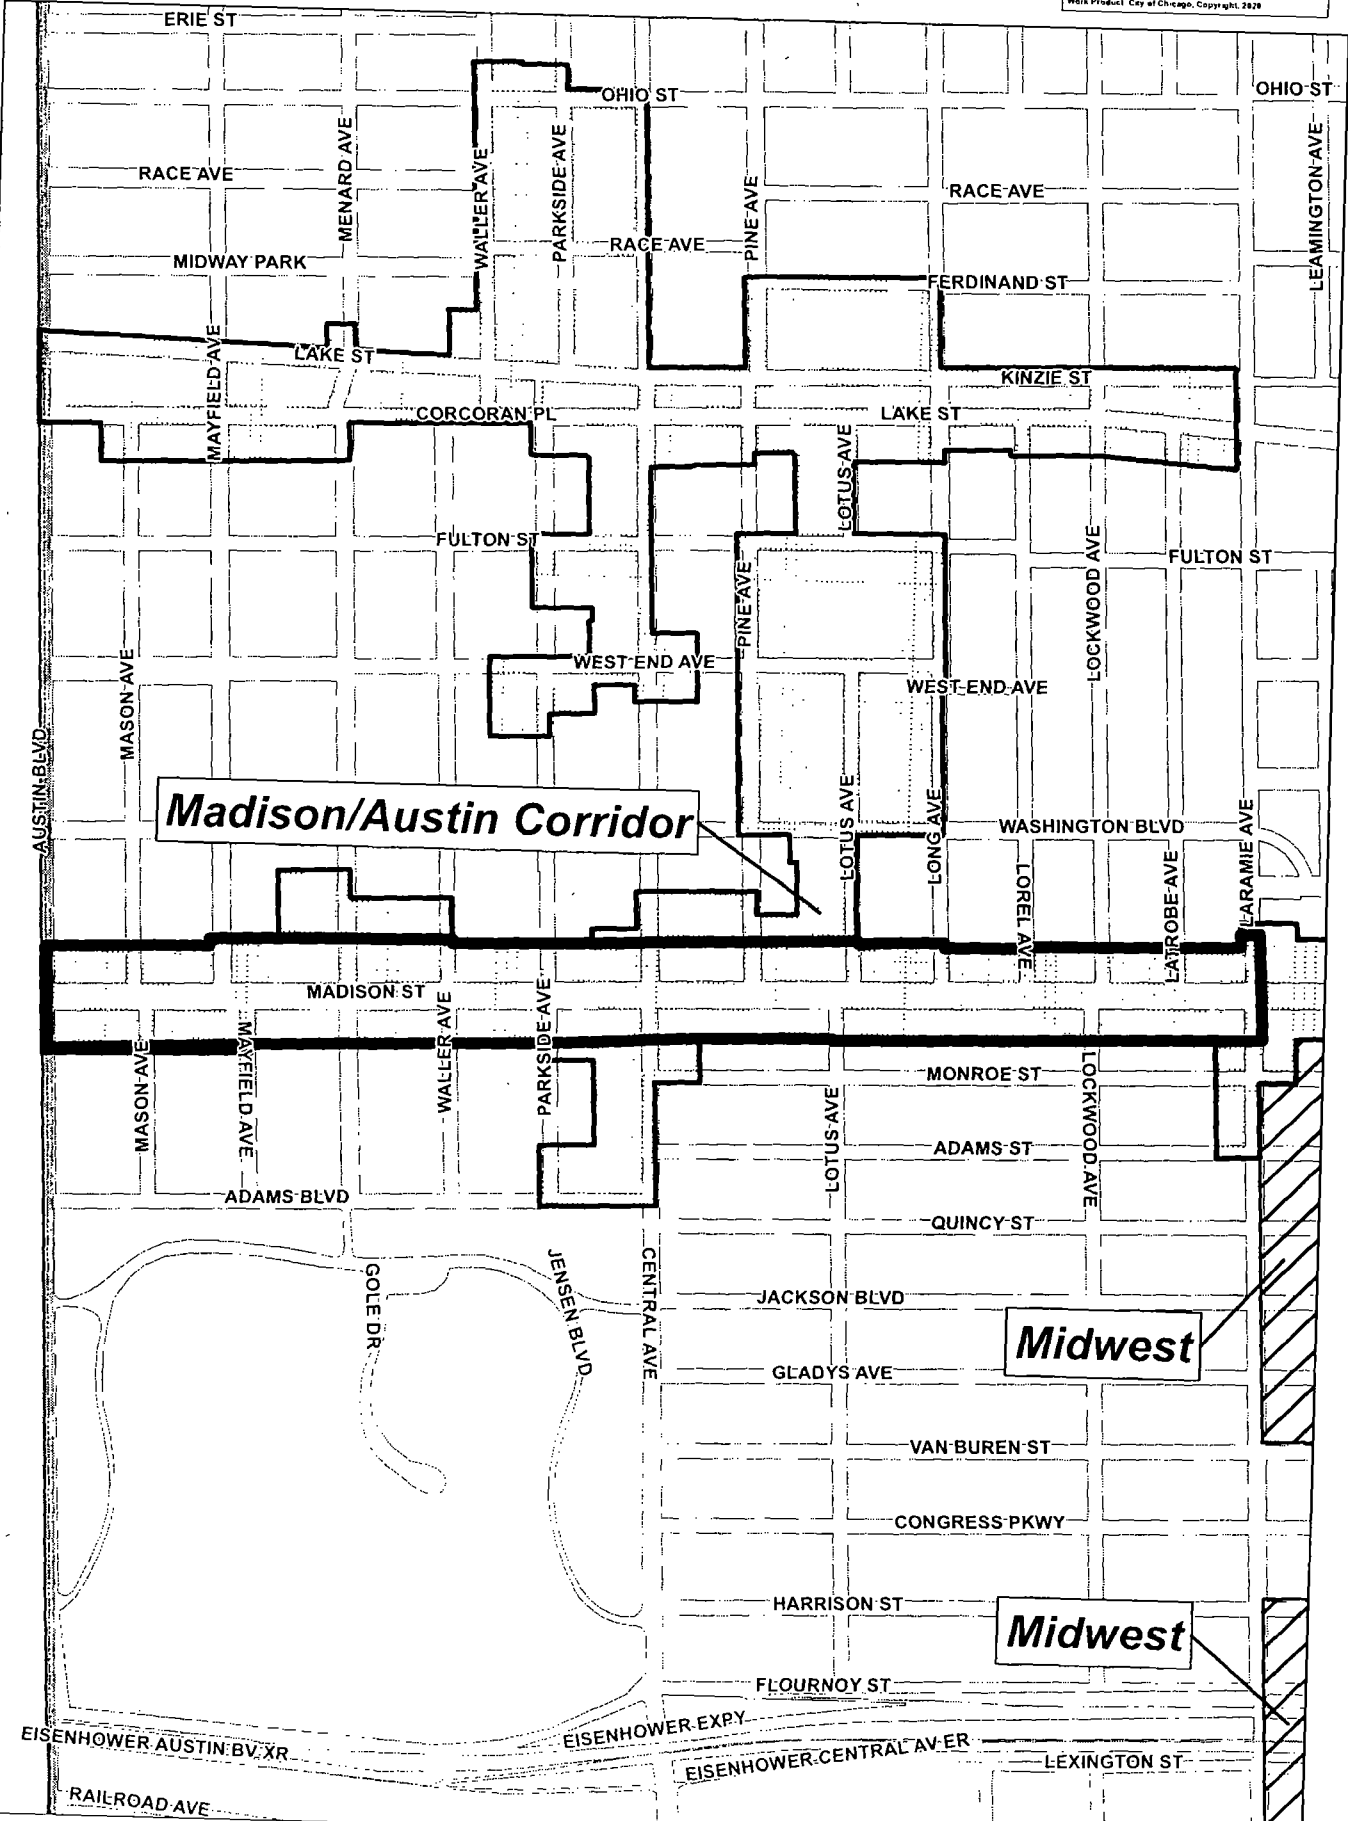 Work Product City of Chicago, Copyright, 2020
ERIE ST
OHIO ST
OHIO ST
MENARD AVE
WALLER AVE
PARKSIDE AVE
LEAMINGTON AVE
RACE AVE
PINE AVE
RACE AVE
RACE AVE
MIDWAY PARK
FERDINAND ST
MAYFIELD AVE
LAKE ST
KINZIE ST
CORCORAN PL
LAKE ST
LOTUS AVE
FULTON ST
LOCKWOOD AVE
FULTON ST
PINE AVE
MASON AVE
WEST END AVE
WEST END AVE
AUSTIN BLVD
Madison/Austin Corridor
LOTUS AVE
LONG AVE
WASHINGTON BLVD
LARAMIE AVE
LOREL AVE
LATROBE AVE
MADISON ST
MASON AVE
MAYFIELD AVE
WALLER AVE
PARKSIDE AVE
MONROE ST
LOCKWOOD AVE
LOTUS AVE
ADAMS ST
ADAMS BLVD
QUINCY ST
GOLE DR
JENSEN BLVD
CENTRAL AVE
JACKSON BLVD
Midwest
GLADYS AVE
VAN BUREN ST
CONGRESS PKWY
HARRISON ST
Midwest
FLOURNOY ST
EISENHOWER AUSTIN BV XR
EISENHOWER EXPY
EISENHOWER CENTRAL AV ER
LEXINGTON ST
RAILROAD AVE